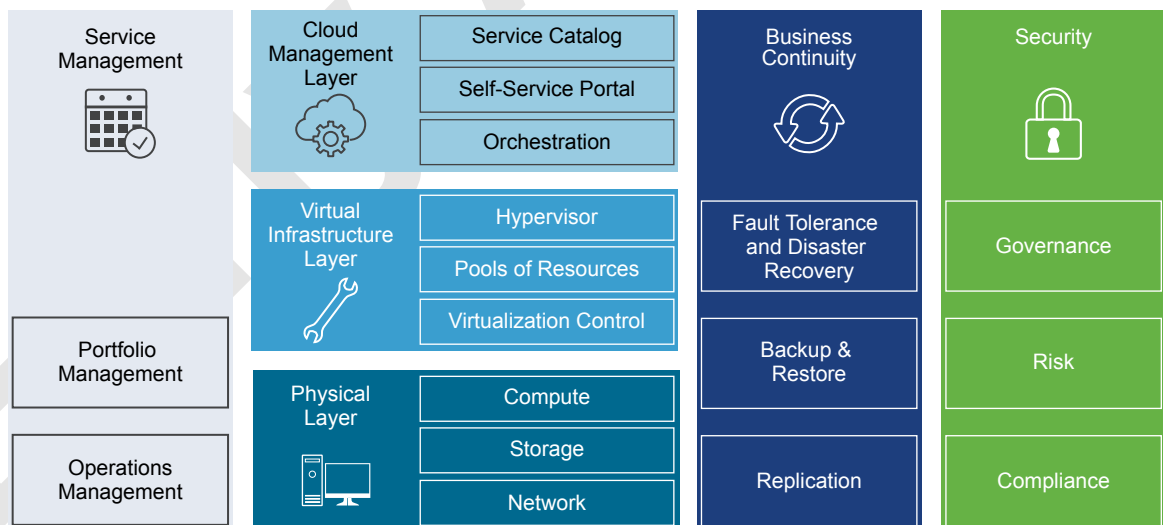 Service
Management
Portfolio
Management
Operations
Management
Cloud
Management
Layer
Service Catalog
Self-Service Portal
Orchestration
Virtual
Infrastructure
Layer
Hypervisor
Pools of Resources
Virtualization Control
Physical
Layer
Compute
Storage
Network
Business
Continuity
Fault Tolerance
and Disaster
Recovery
Backup &
Restore
Replication
Security
Governance
Risk
Compliance